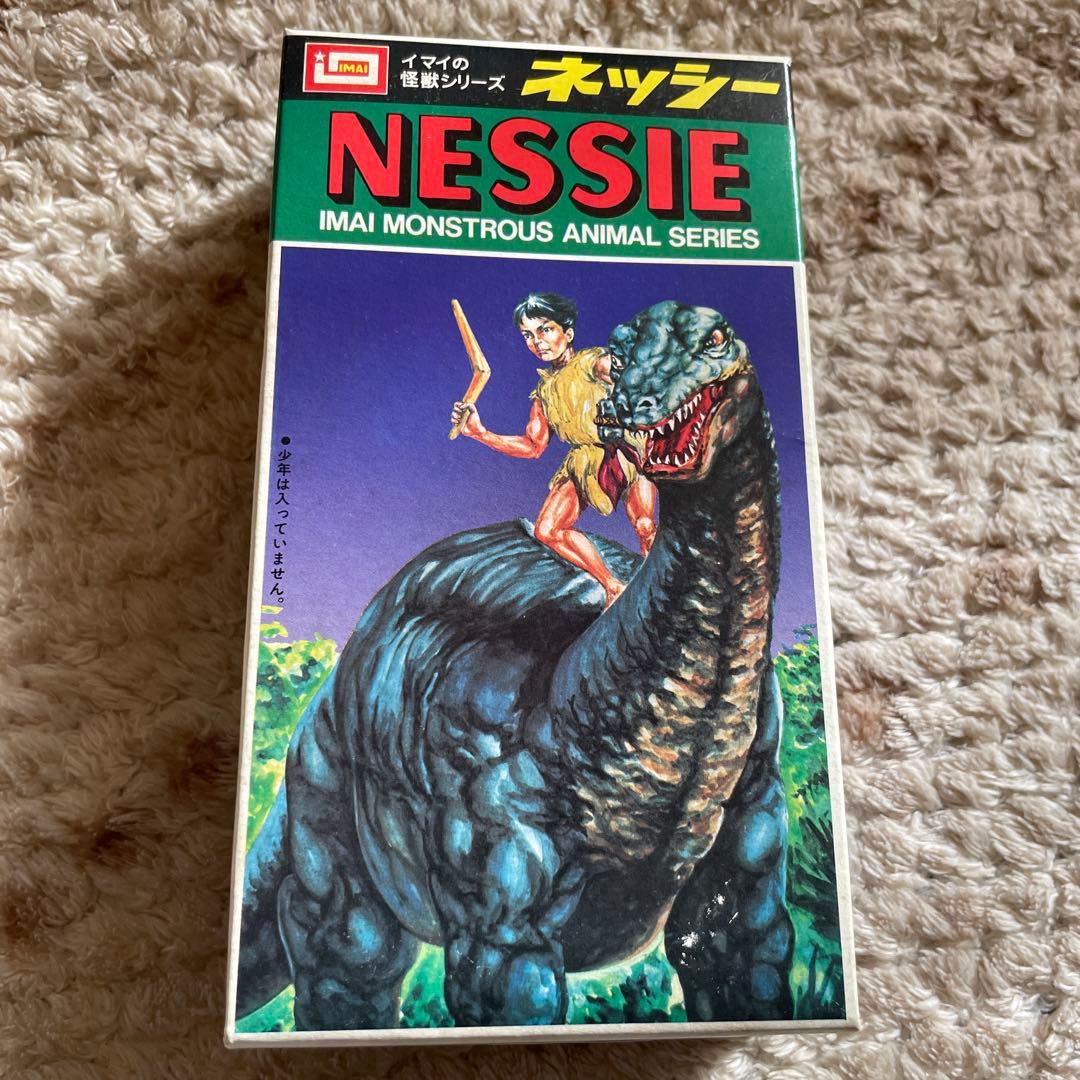 IMAI
イマイの
怪獣シリーズ
ネッシー
NESSIE
IMAI MONSTROUS ANIMAL SERIES
●少年は入っていません。